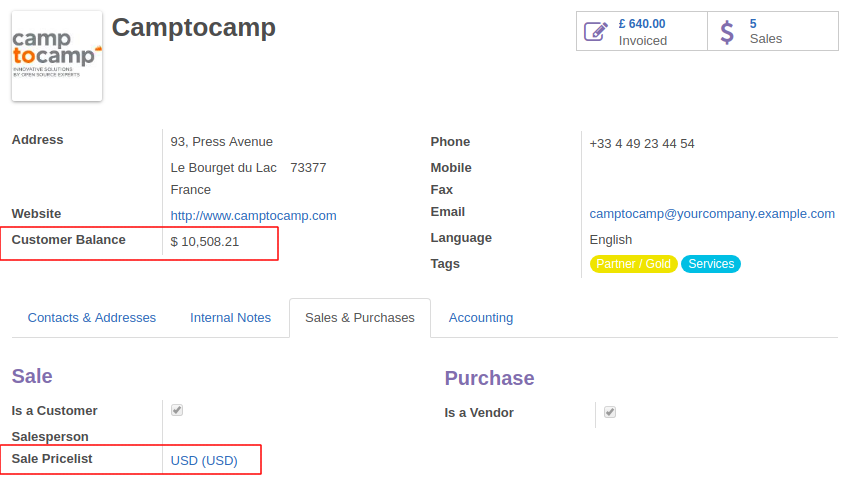 camp
tocamp
INNOVATIVE SOLUTIONS
BY OPEN SOURCE EXPERTS
Camptocamp
£ 640.00
Invoiced
$
5
Sales
Address
93, Press Avenue
Le Bourget du Lac 73377
France
Website
http://www.camptocamp.com
Customer Balance
$ 10,508.21
Phone
+33 4 49 23 44 54
Mobile
Fax
Email
camptocamp@yourcompany.example.com
Language
English
Tags
Partner / Gold Services
Contacts & Addresses Internal Notes Sales & Purchases Accounting
Sale
Is a Customer
Salesperson
Sale Pricelist
USD (USD)
Purchase
Is a Vendor